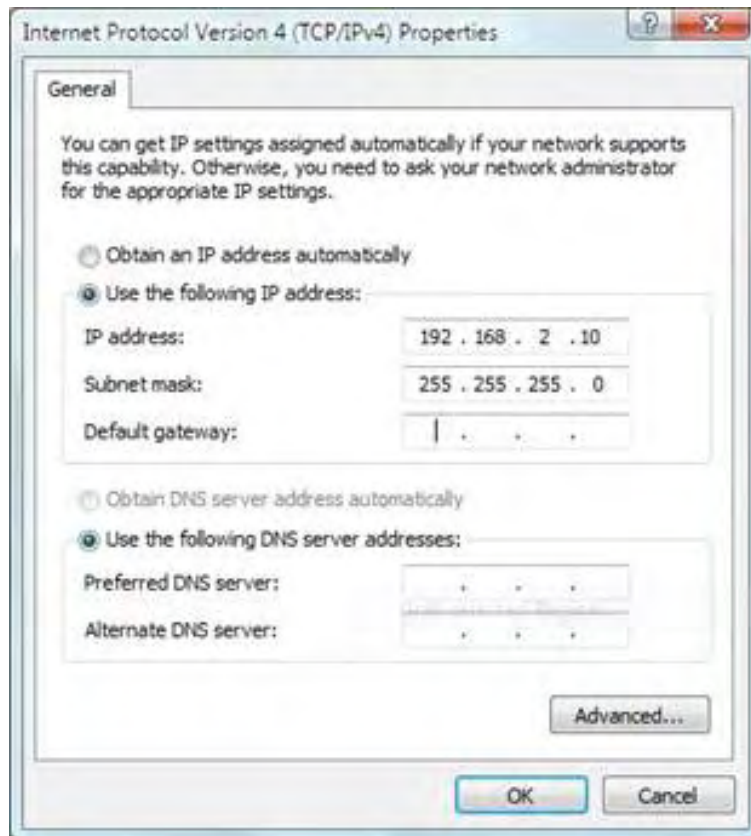 Internet Protocol Version 4 (TCP/IPv4) Properties
General
You can get IP settings assigned automatically if your network supports
this capability. Otherwise, you need to ask your network administrator
for the appropriate IP settings.
Obtain an IP address automatically
Use the following IP address:
IP address: 192 . 168 . 2 . 10
Subnet mask: 255 . 255 . 255 . 0
Default gateway: . . .
Obtain DNS server address automatically
Use the following DNS server addresses:
Preferred DNS server: . . .
Alternate DNS server: . . .
Advanced...
OK Cancel